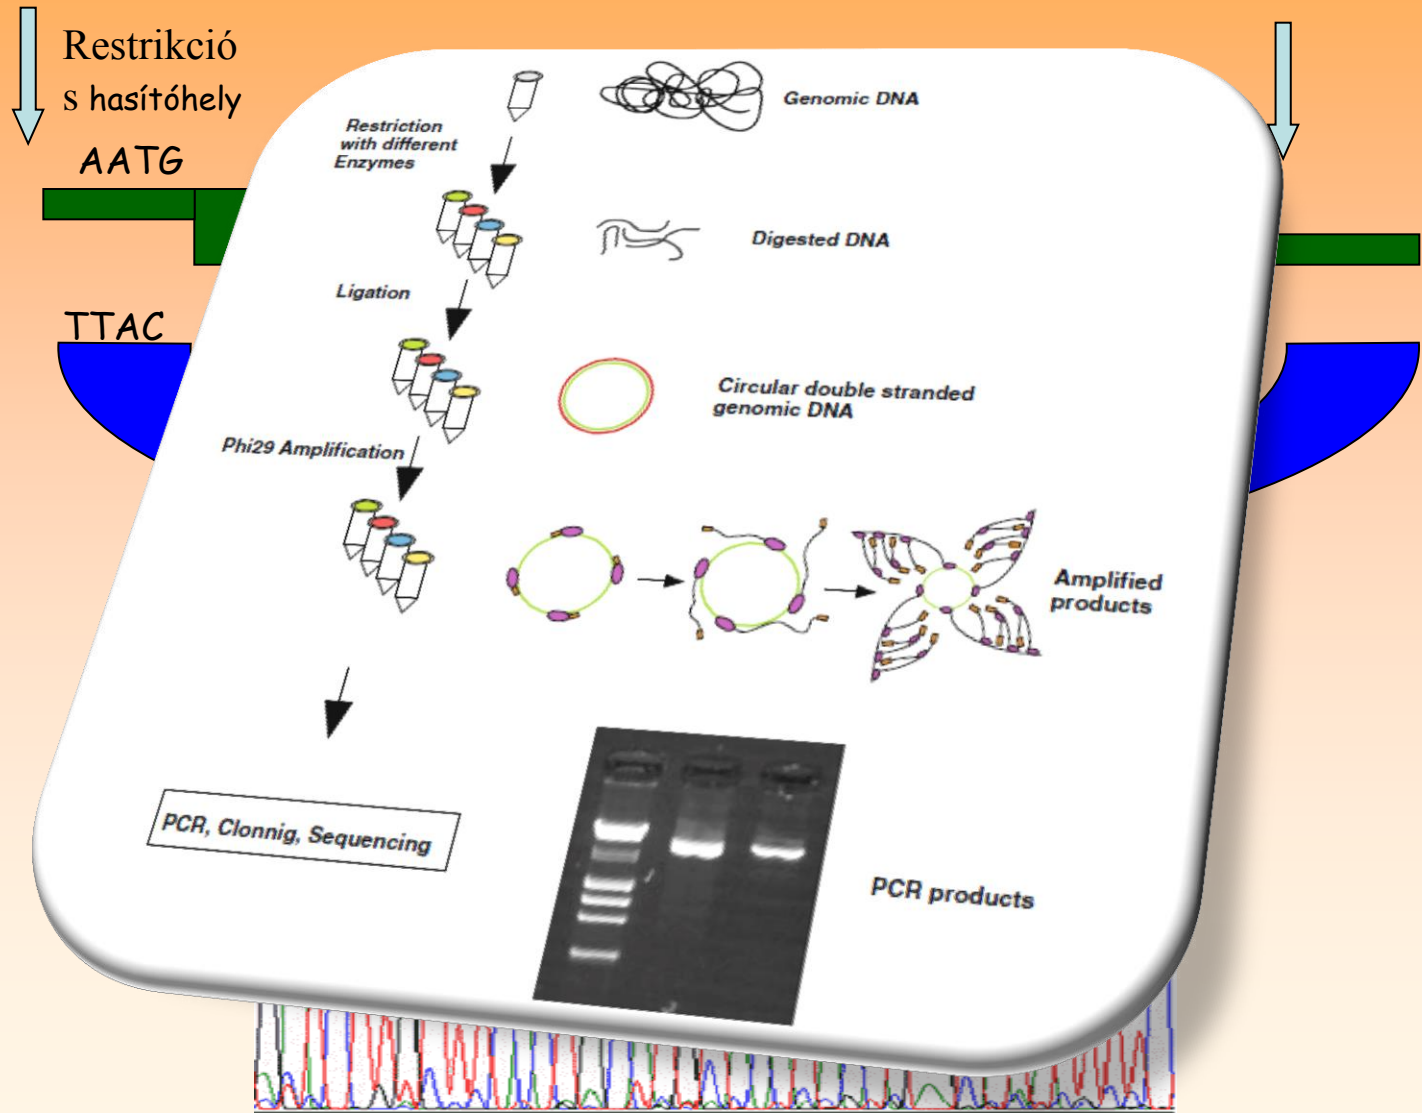 Restrikció
s hasítóhely
AATG
TTAC
Genomic DNA
Restriction
with different
Enzymes
Digested DNA
Ligation
Circular double stranded
genomic DNA
Phi29 Amplification
Amplified
products
PCR, Clonnig, Sequencing
PCR products